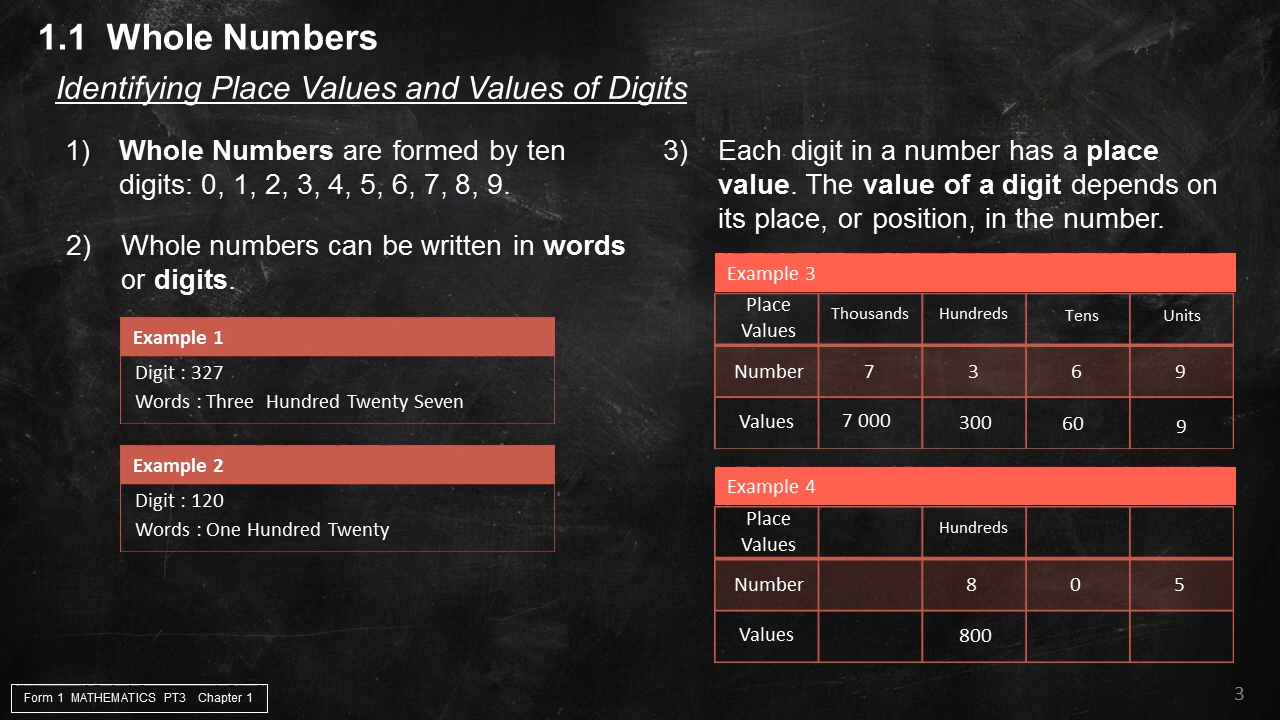 1.1 Whole Numbers
Identifying Place Values and Values of Digits
1) Whole Numbers are formed by ten
digits: 0, 1, 2, 3, 4, 5, 6, 7, 8, 9.
2) Whole numbers can be written in words
or digits.
Example 1
Digit : 327
Words : Three Hundred Twenty Seven
Example 2
Digit : 120
Words : One Hundred Twenty
3) Each digit in a number has a place
value. The value of a digit depends on
its place, or position, in the number.
Example 3
Place Values Thousands Hundreds Tens Units
Number 7 3 6 9
Values 7 000 300 60 9
Example 4
Place Values Hundreds
Number 8 0 5
Values 800
Form 1 MATHEMATICS PT3 Chapter 1
3